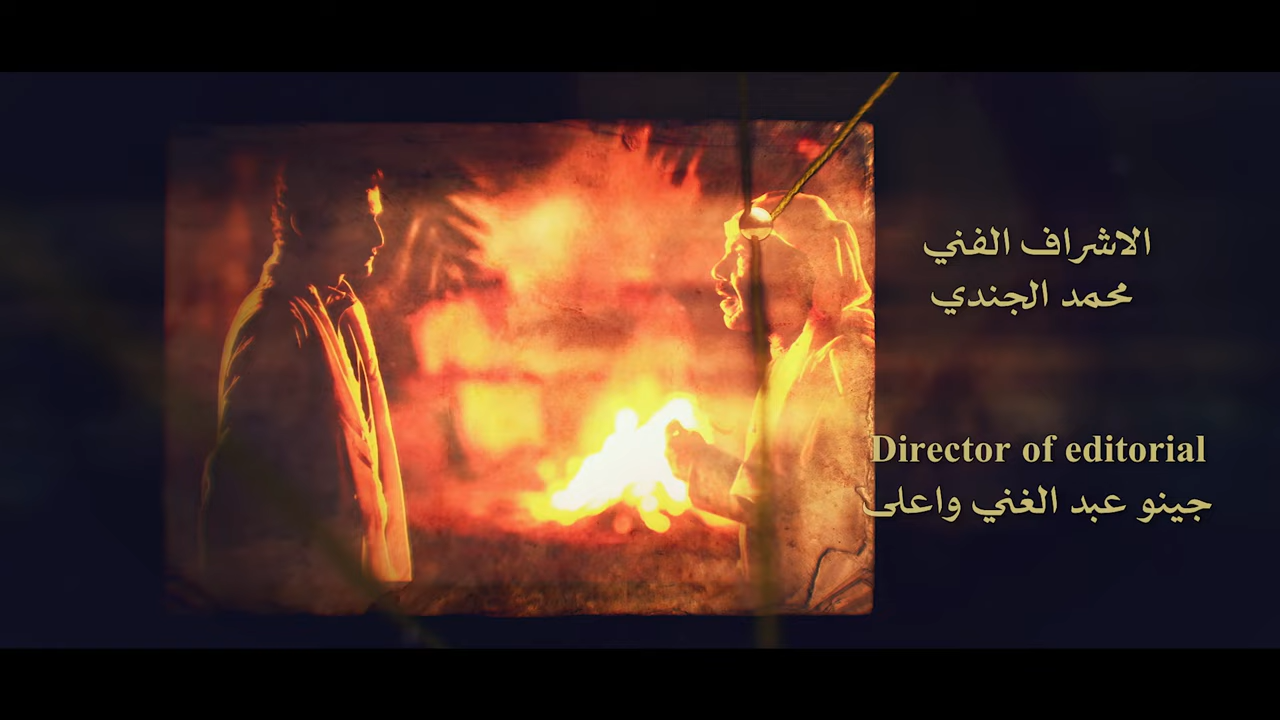 الاشراف الفني
محمد الجندي
Director of editorial
جينو عبد الغني واعلى